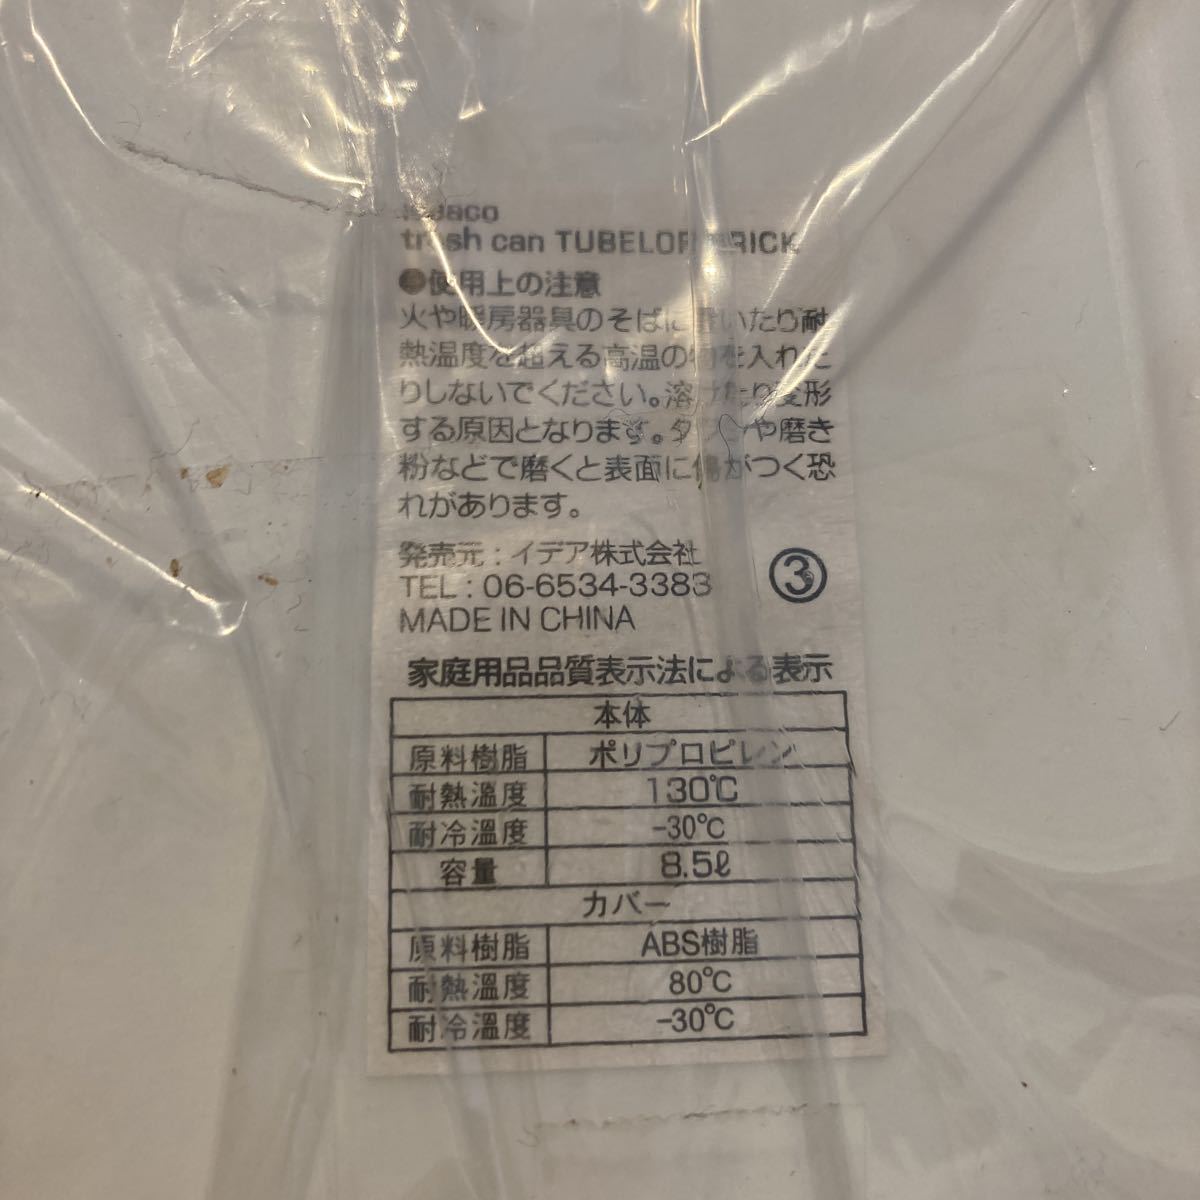 trash can TUBELOR BRICK
●使用上の注意
火や暖房器具のそばに置いたり耐
熱温度を超える高温の物を入れた
りしないでください。溶けたり変形
する原因となります。タワシや磨き
粉などで磨くと表面に傷がつく恐
れがあります。
発売元:イデア株式会社
TEL:06-6534-3383
MADE IN CHINA
③
家庭用品品質表示法による表示
本体
原料樹脂 ポリプロピレン
耐熱温度 130℃
耐冷温度 -30℃
容量 8.5ℓ
カバー
原料樹脂 ABS樹脂
耐熱温度 80℃
耐冷温度 -30℃